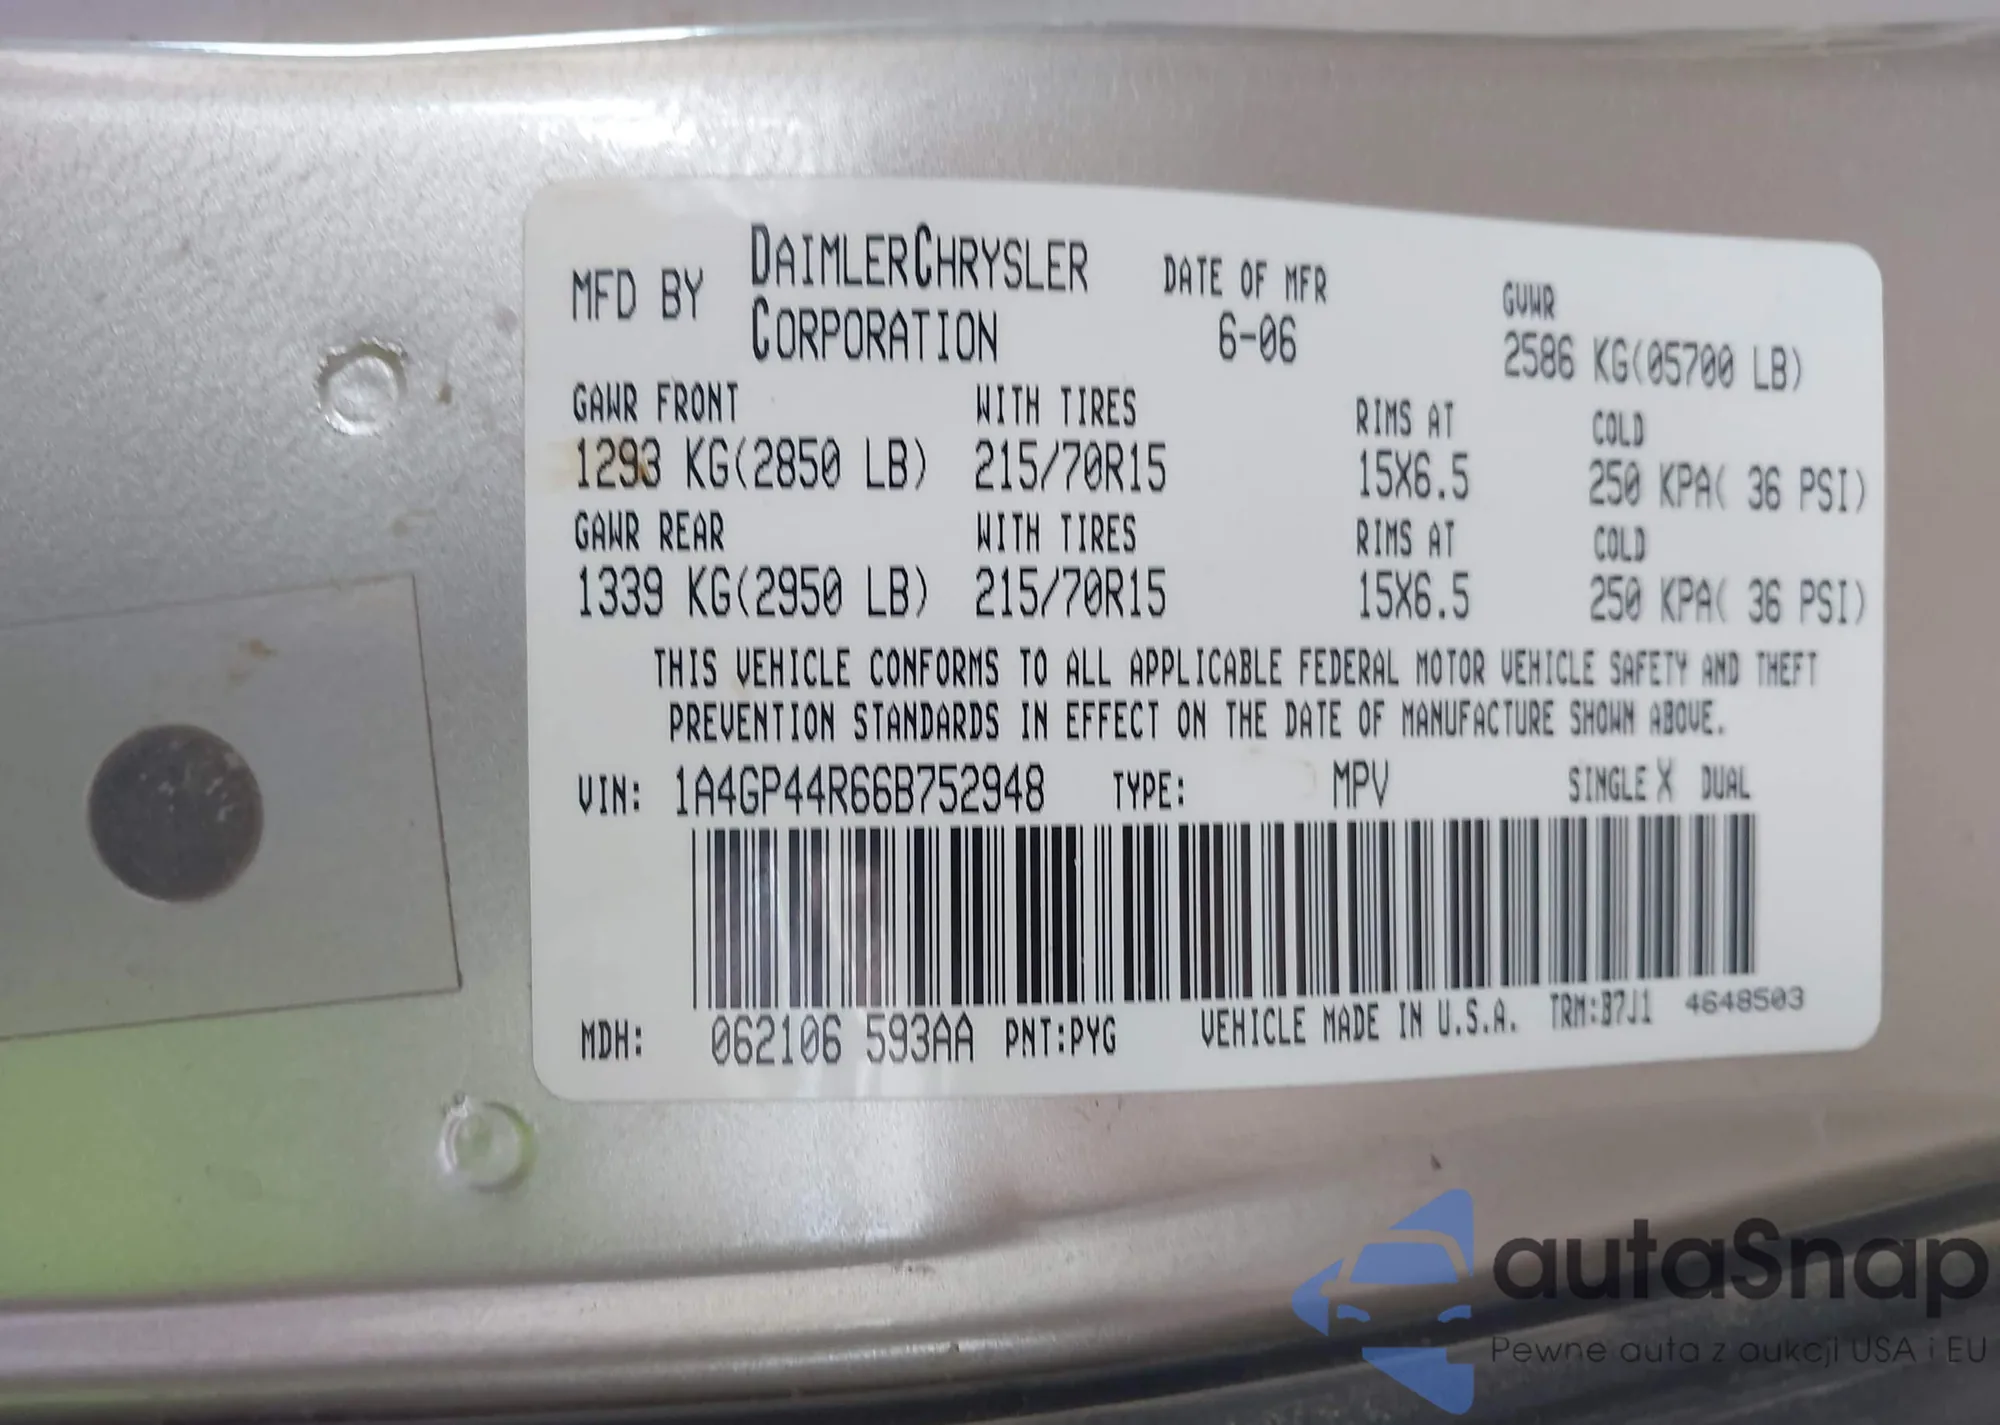 MFD BY DAIMLERCHRYSLER CORPORATION DATE OF MFR 6-06 GVWR 2586 KG(05700 LB)
GAWR FRONT WITH TIRES RIMS AT COLD
1293 KG(2850 LB) 215/70R15 15X6.5 250 KPA( 36 PSI)
GAWR REAR WITH TIRES RIMS AT COLD
1339 KG(2950 LB) 215/70R15 15X6.5 250 KPA( 36 PSI)
THIS VEHICLE CONFORMS TO ALL APPLICABLE FEDERAL MOTOR VEHICLE SAFETY AND THEFT
PREVENTION STANDARDS IN EFFECT ON THE DATE OF MANUFACTURE SHOWN ABOVE.
VIN: 1A4GP44R66B752948 TYPE: MPV SINGLE X DUAL
MDH: 062106 593AA PNT:PYG VEHICLE MADE IN U.S.A. TRM:B7J1 4648503
autaSnap
Pewne auta z aukcji USA i EU